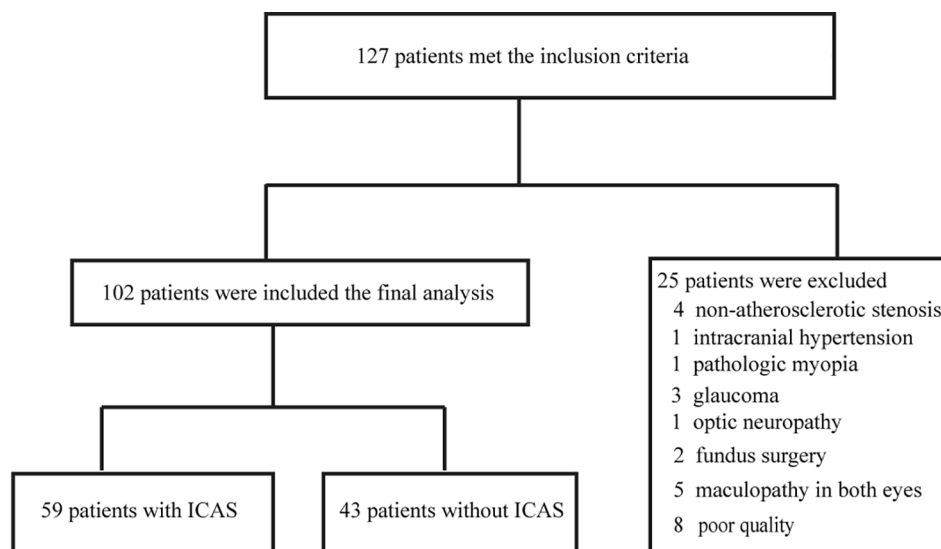 127 patients met the inclusion criteria
102 patients were included the final analysis
59 patients with ICAS
43 patients without ICAS
25 patients were excluded
4 non-atherosclerotic stenosis
1 intracranial hypertension
1 pathologic myopia
3 glaucoma
1 optic neuropathy
2 fundus surgery
5 maculopathy in both eyes
8 poor quality